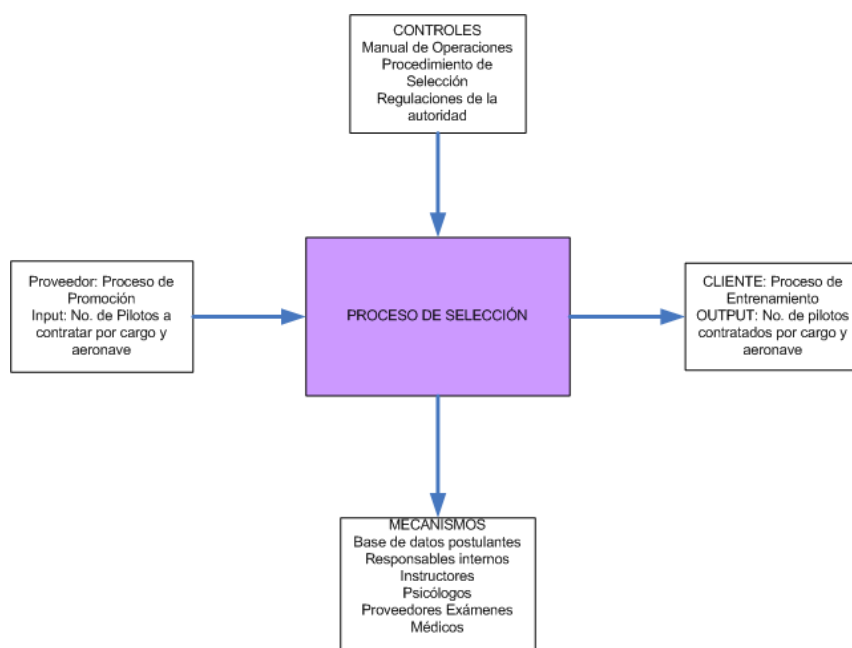 CONTROLES
Manual de Operaciones
Procedimiento de
Selección
Regulaciones de la
autoridad
Proveedor: Proceso de
Promoción
Input: No. de Pilotos a
contratar por cargo y
aeronave
PROCESO DE SELECCIÓN
CLIENTE: Proceso de
Entrenamiento
OUTPUT: No. de pilotos
contratados por cargo y
aeronave
MECANISMOS
Base de datos postulantes
Responsables internos
Instructores
Psicólogos
Proveedores Exámenes
Médicos